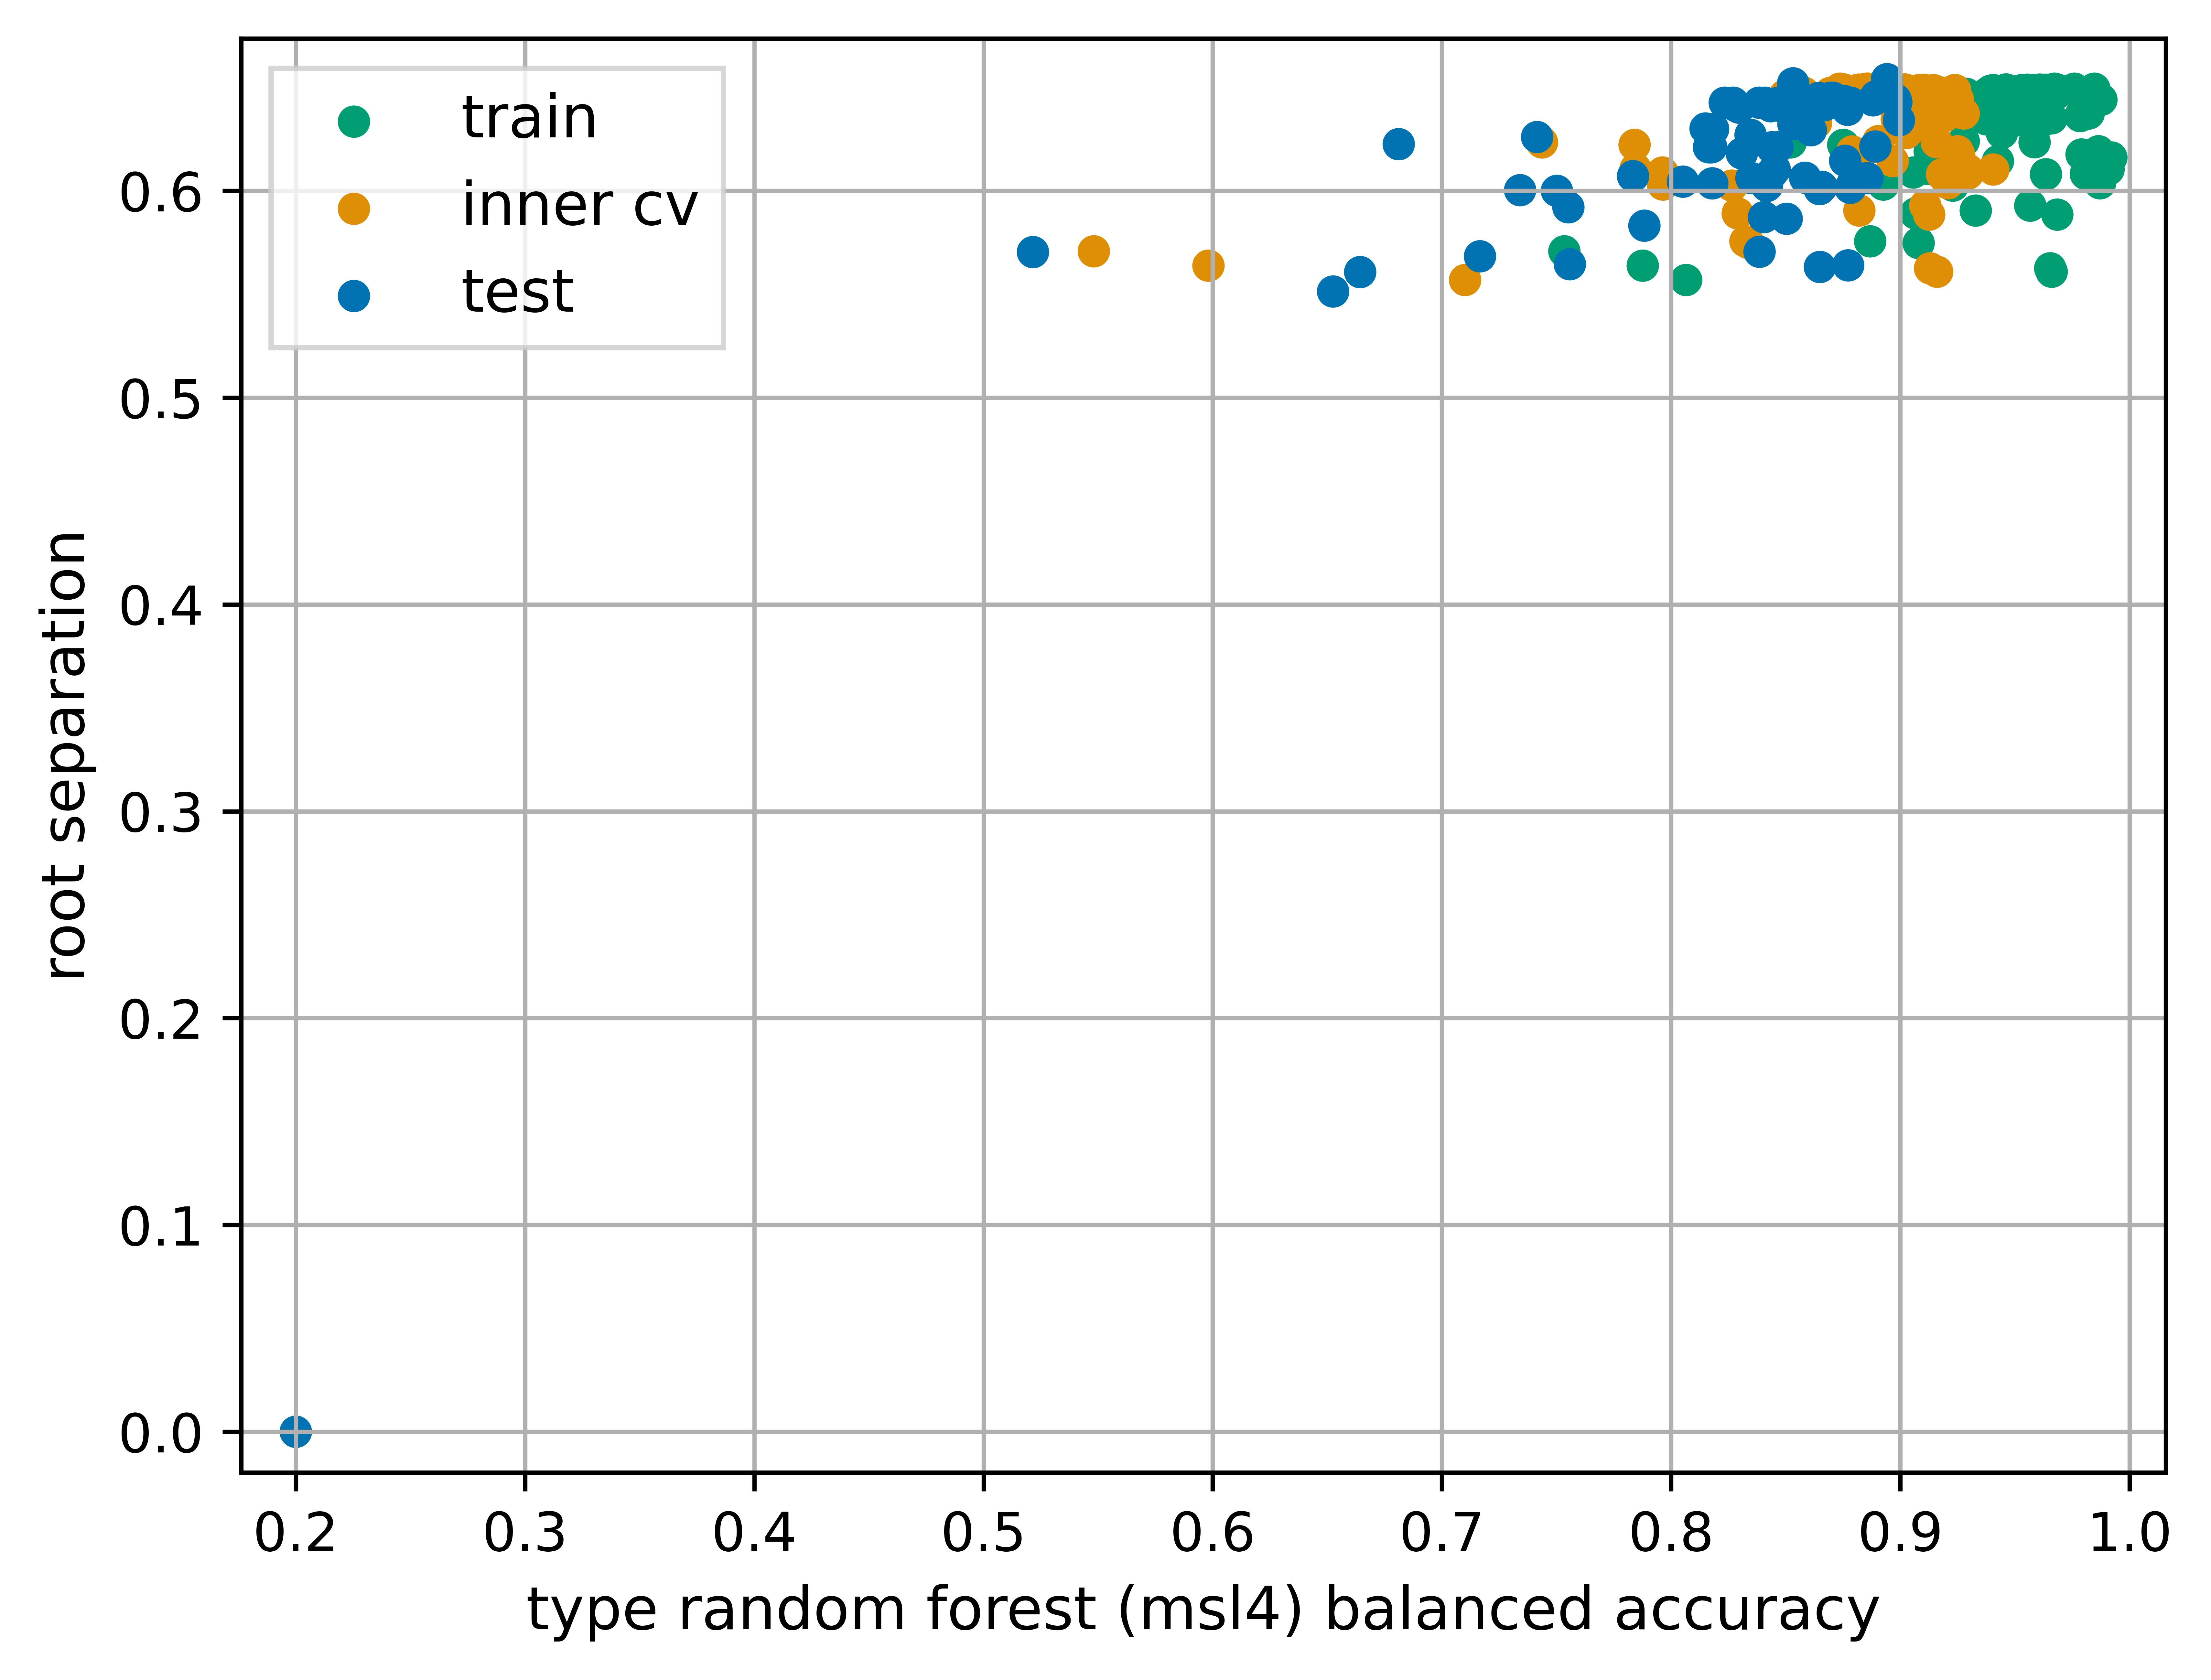 train
inner cv
test
0.6
0.5
0.4
0.3
0.2
0.1
0.0
root separation
0.2 0.3 0.4 0.5 0.6 0.7 0.8 0.9 1.0
type random forest (msl4) balanced accuracy